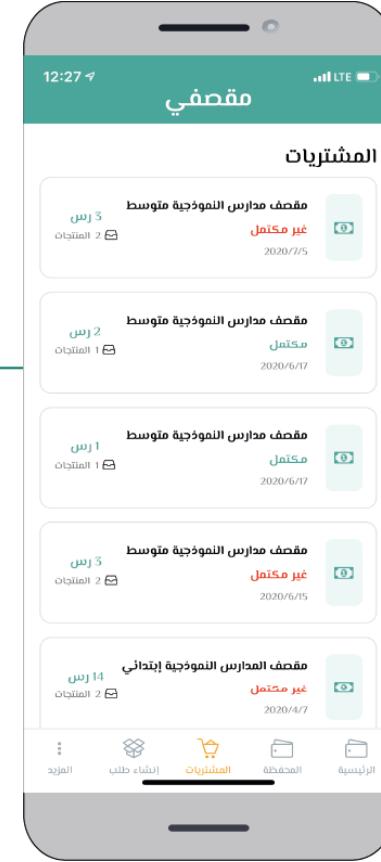 12:27
LTE
مقصفي
المشتريات
مقصف مدارس النموذجية متوسط
3 رس
غير مكتمل
2 المنتجات
2020/7/5
مقصف مدارس النموذجية متوسط
2 رس
مكتمل
1 المنتجات
2020/6/17
مقصف مدارس النموذجية متوسط
1 رس
مكتمل
1 المنتجات
2020/6/17
مقصف مدارس النموذجية متوسط
3 رس
غير مكتمل
2 المنتجات
2020/6/15
مقصف المدارس النموذجية إبتدائي
14 رس
غير مكتمل
2 المنتجات
2020/4/7
الرئيسية
المحفظة
المشتريات
إنشاء طلب
المزيد